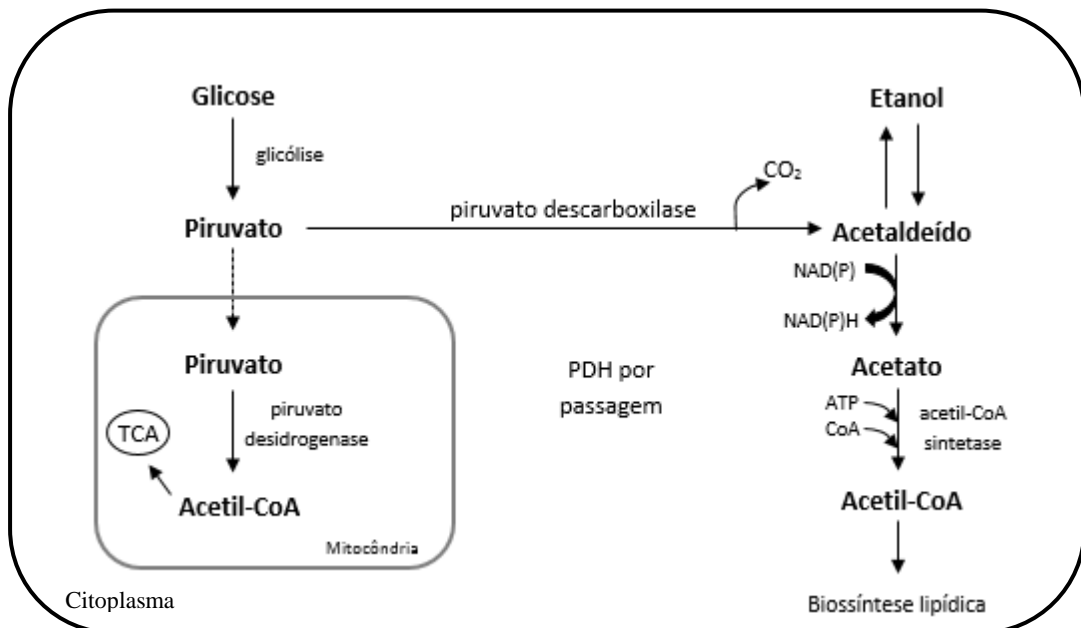 Glicose
Etanol
glicólise
CO₂
piruvato descarboxilase
Piruvato
Acetaldeído
NAD(P)
NAD(P)H
Piruvato
PDH por
passagem
Acetato
piruvato
desidrogenase
TCA
ATP
CoA
acetil-CoA
sintetase
Acetil-CoA
Acetil-CoA
Mitocôndria
Citoplasma
Biossíntese lipídica